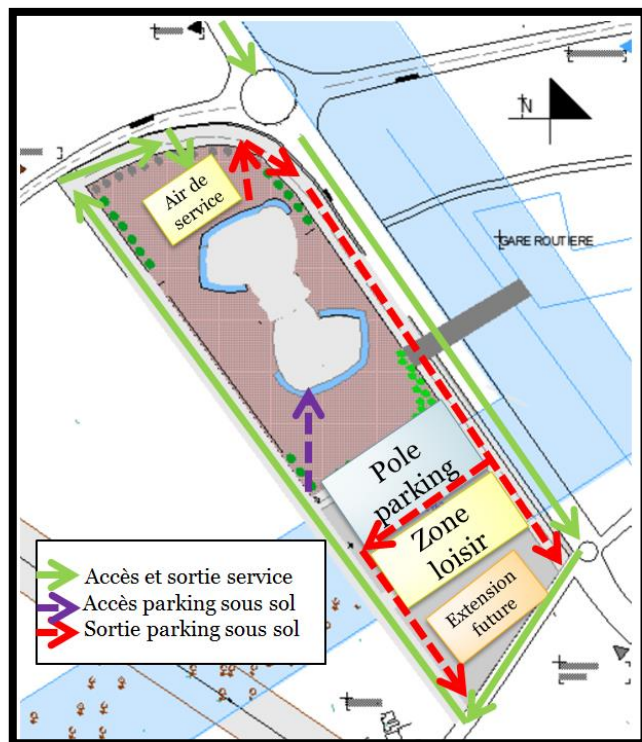 Air de
service
N
GARE ROUTIERE
Pole
parking
Zone
loisir
Extension
future
Accès et sortie service
Accès parking sous sol
Sortie parking sous sol